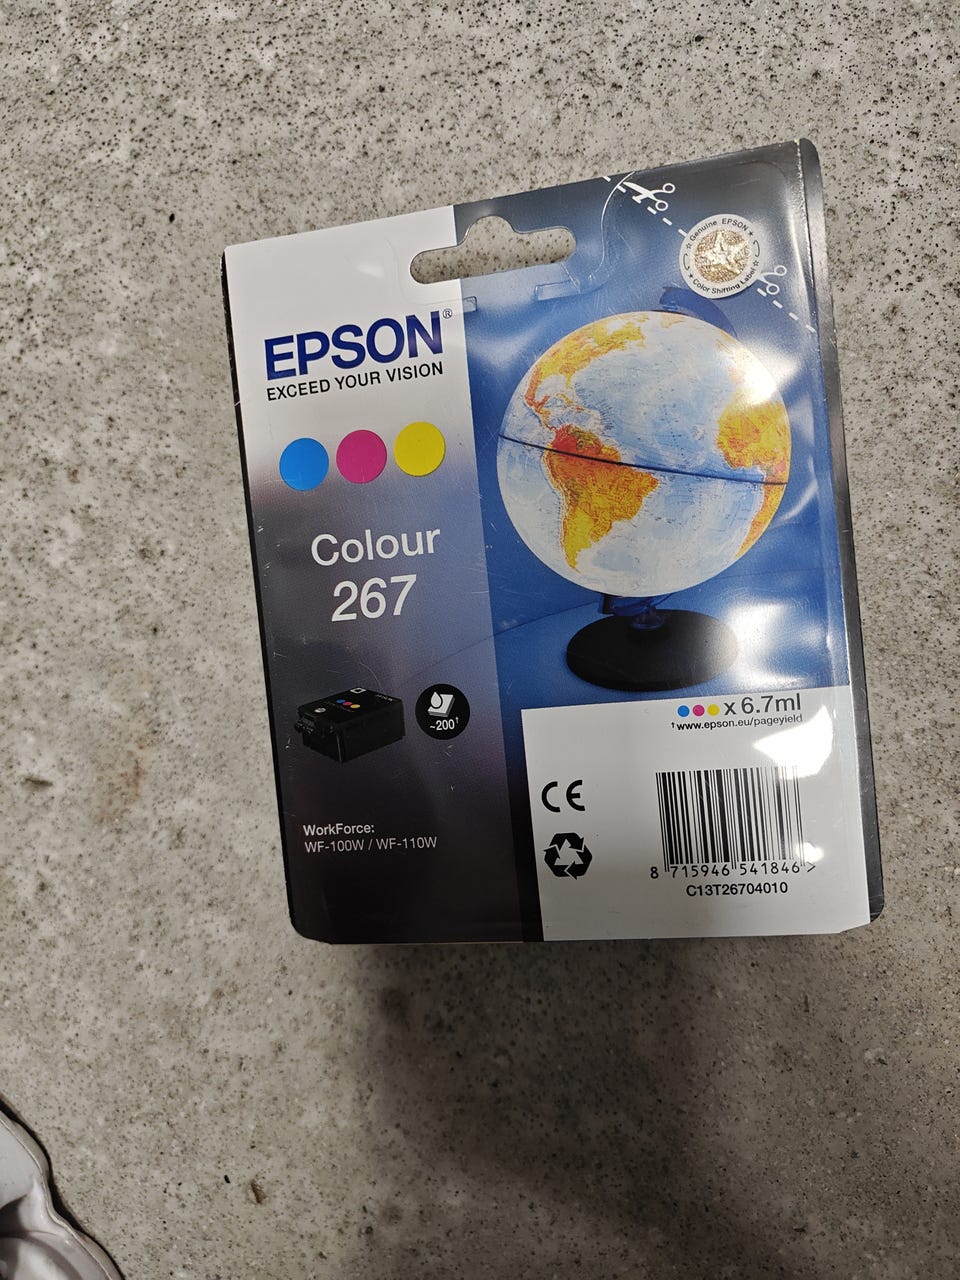 Genuine EPSON
Color Shifting Label
EPSON®
EXCEED YOUR VISION
Colour
267
~200†
x 6.7ml
†www.epson.eu/pageyield
CE
WorkForce:
WF-100W / WF-110W
8 715946 541846 >
C13T26704010